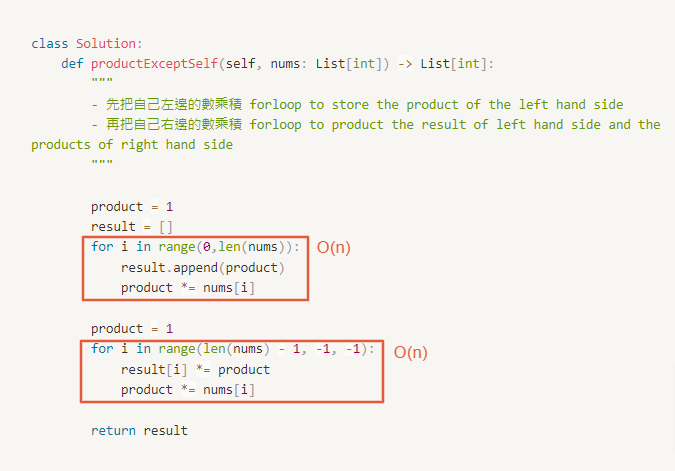 class Solution:
    def productExceptSelf(self, nums: List[int]) -> List[int]:
        """
        - 先把自己左邊的數乘積 forloop to store the product of the left hand side
        - 再把自己右邊的數乘積 forloop to product the result of left hand side and the
products of right hand side
        """
        product = 1
        result = []
        for i in range(0,len(nums)): O(n)
            result.append(product)
            product *= nums[i]
        product = 1
        for i in range(len(nums) - 1, -1, -1): O(n)
            result[i] *= product
            product *= nums[i]
        return result